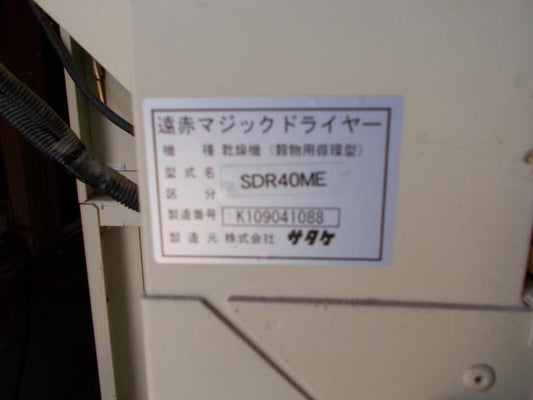 遠赤マジックドライヤー
機 種 乾燥機（穀物用循環型）
型式名 SDR40ME
区 分
製造番号 K109041088
製造元 株式会社 サタケ